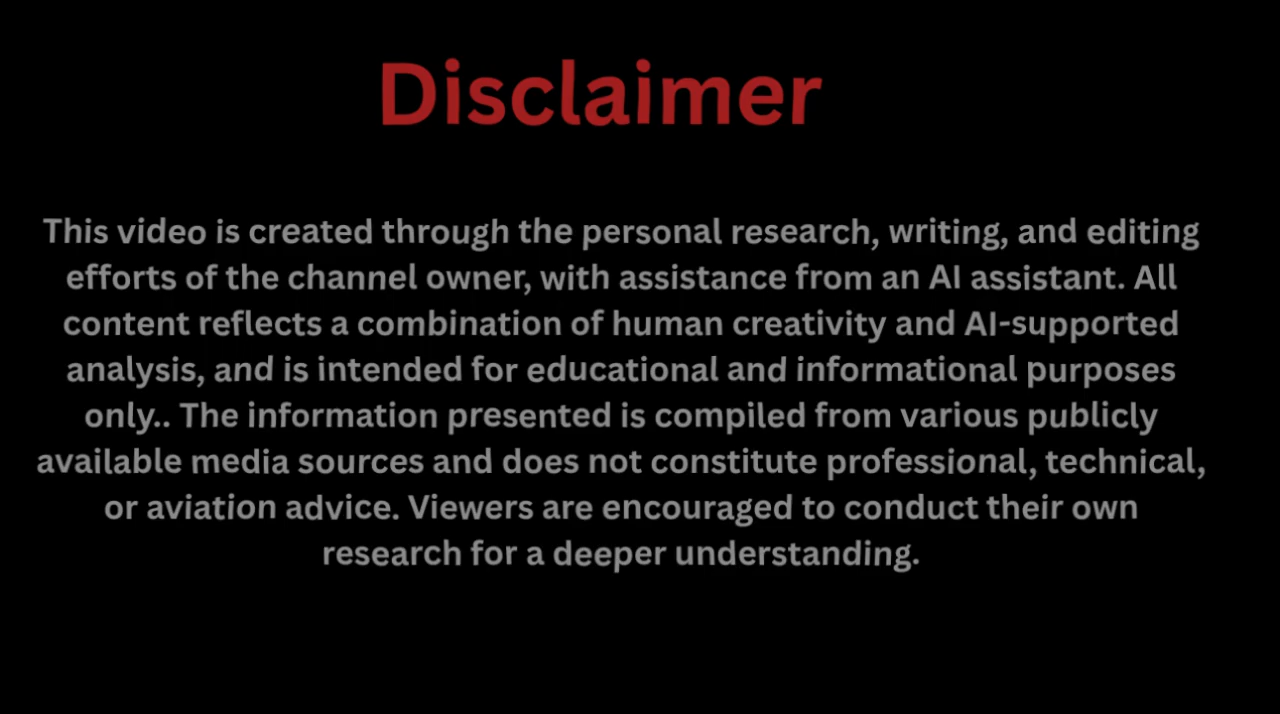 Disclaimer
This video is created through the personal research, writing, and editing
efforts of the channel owner, with assistance from an AI assistant. All
content reflects a combination of human creativity and AI-supported
analysis, and is intended for educational and informational purposes
only.. The information presented is compiled from various publicly
available media sources and does not constitute professional, technical,
or aviation advice. Viewers are encouraged to conduct their own
research for a deeper understanding.